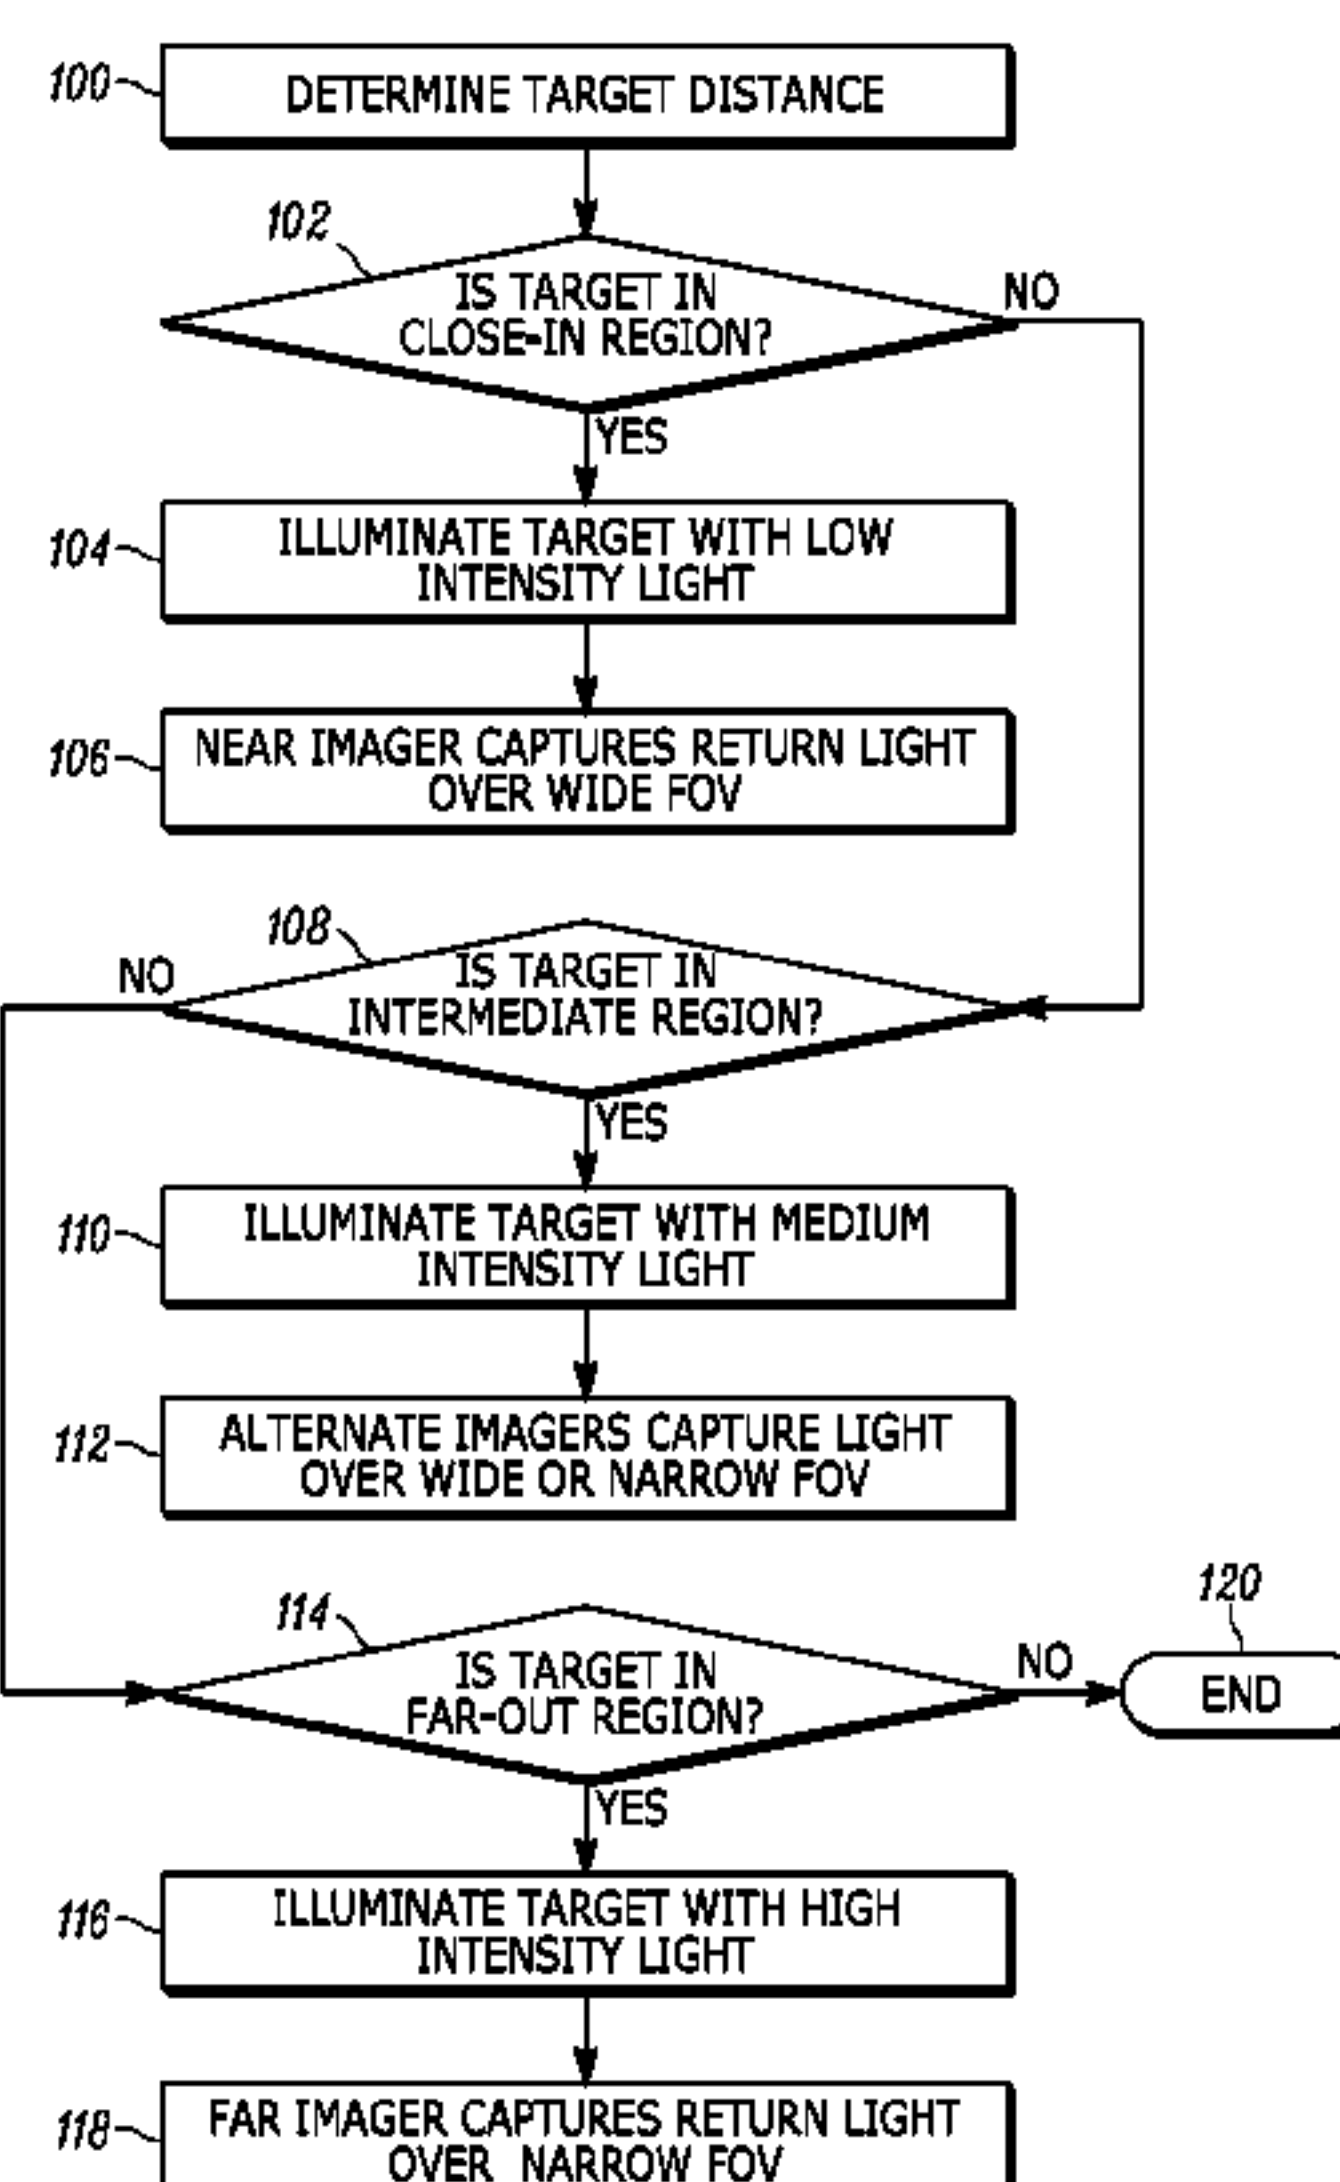 100
DETERMINE TARGET DISTANCE
102
IS TARGET IN
CLOSE-IN REGION?
NO
YES
104
ILLUMINATE TARGET WITH LOW
INTENSITY LIGHT
106
NEAR IMAGER CAPTURES RETURN LIGHT
OVER WIDE FOV
108
NO
IS TARGET IN
INTERMEDIATE REGION?
YES
110
ILLUMINATE TARGET WITH MEDIUM
INTENSITY LIGHT
112
ALTERNATE IMAGERS CAPTURE LIGHT
OVER WIDE OR NARROW FOV
114
IS TARGET IN
FAR-OUT REGION?
NO
120
END
YES
116
ILLUMINATE TARGET WITH HIGH
INTENSITY LIGHT
118
FAR IMAGER CAPTURES RETURN LIGHT
OVER NARROW FOV